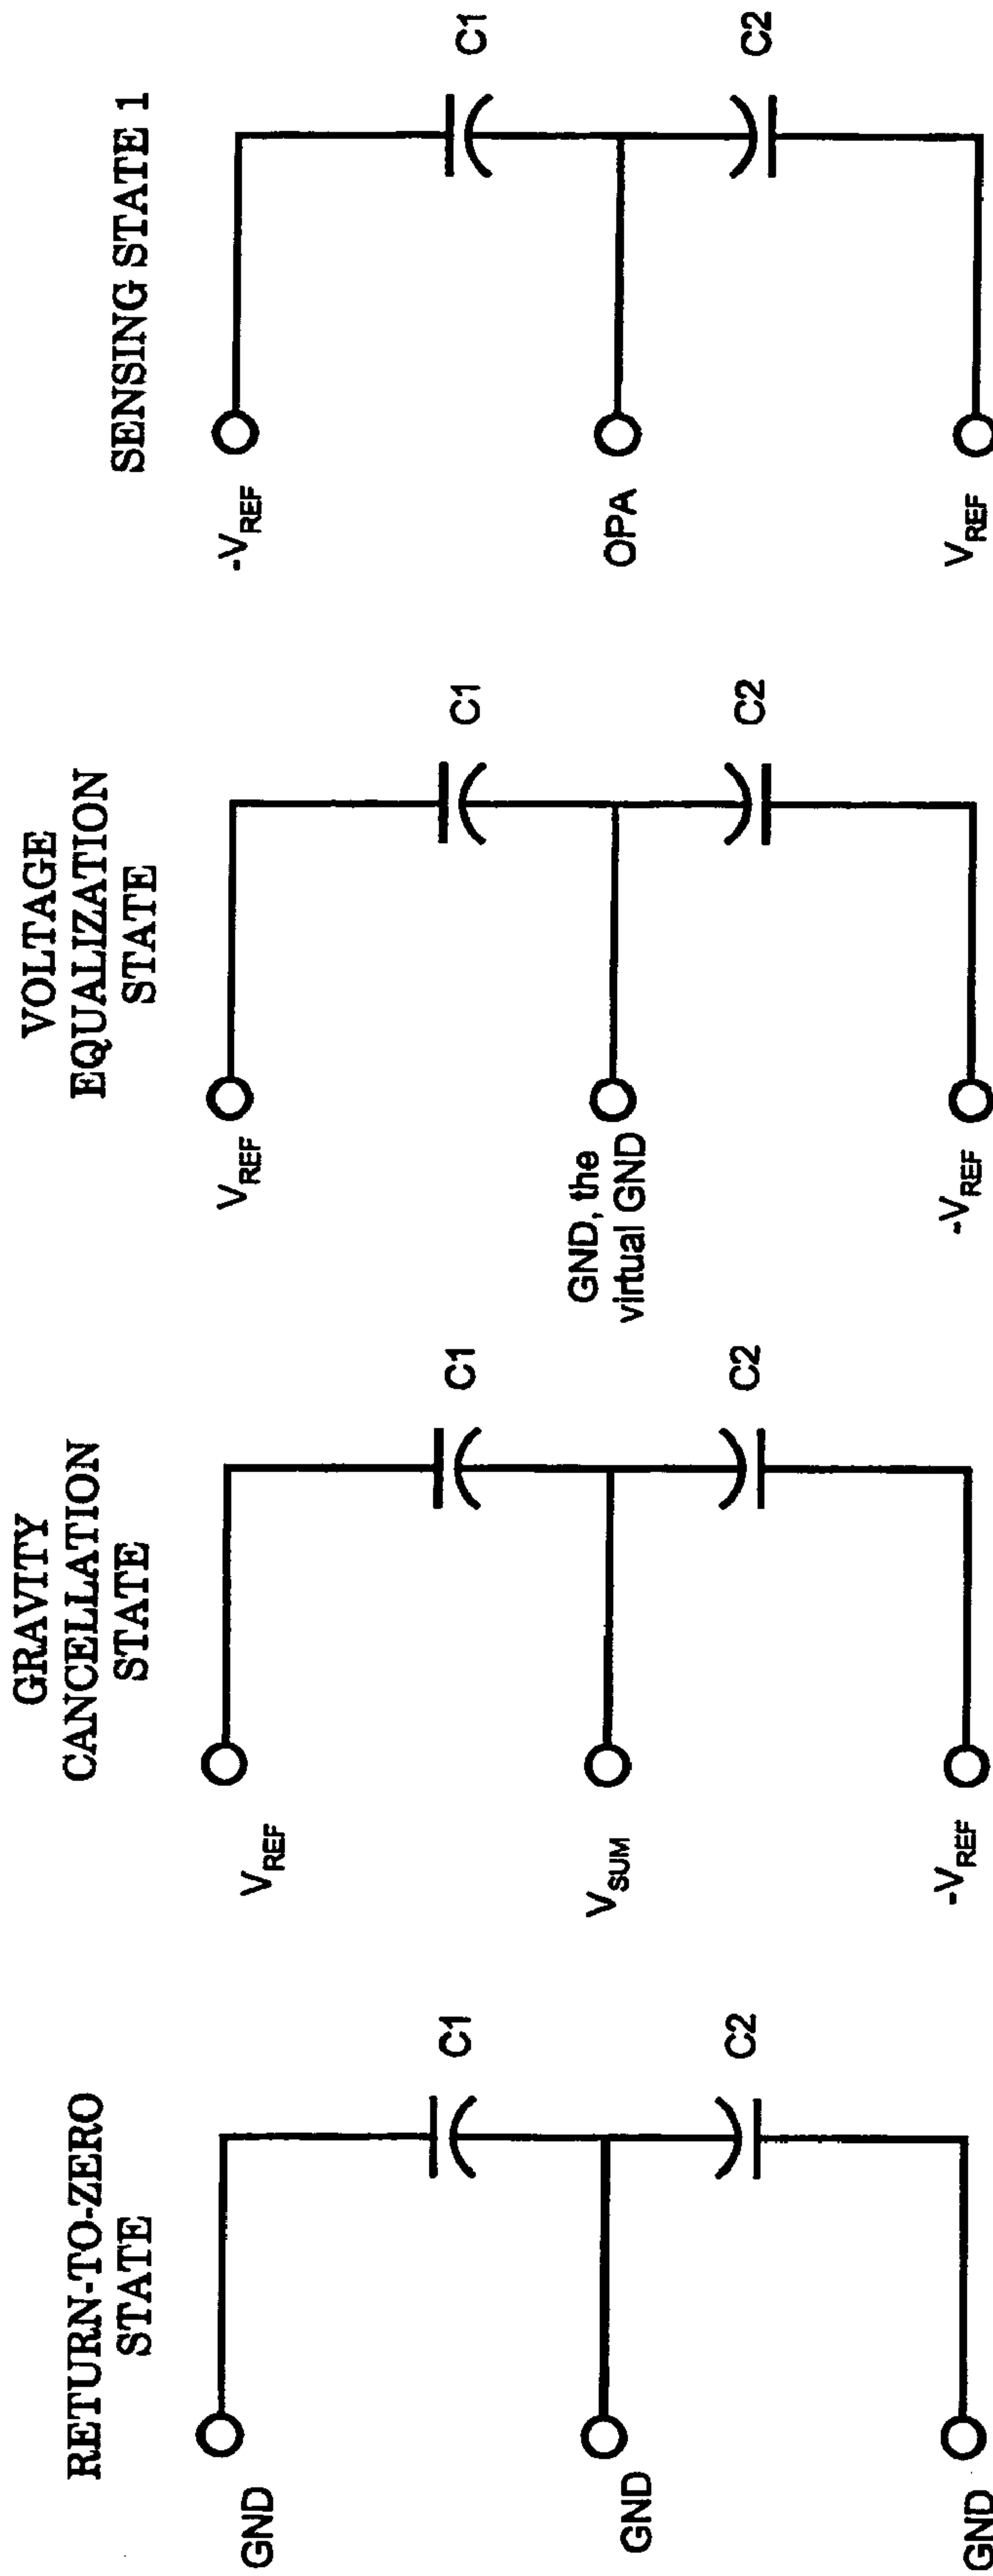 RETURN-TO-ZERO
STATE
GND
C1
GND
C2
GND
GRAVITY
CANCELLATION
STATE
VREF
C1
VSUM
C2
-VREF
VOLTAGE
EQUALIZATION
STATE
VREF
C1
GND, the
virtual GND
C2
-VREF
SENSING STATE 1
-VREF
C1
OPA
C2
VREF